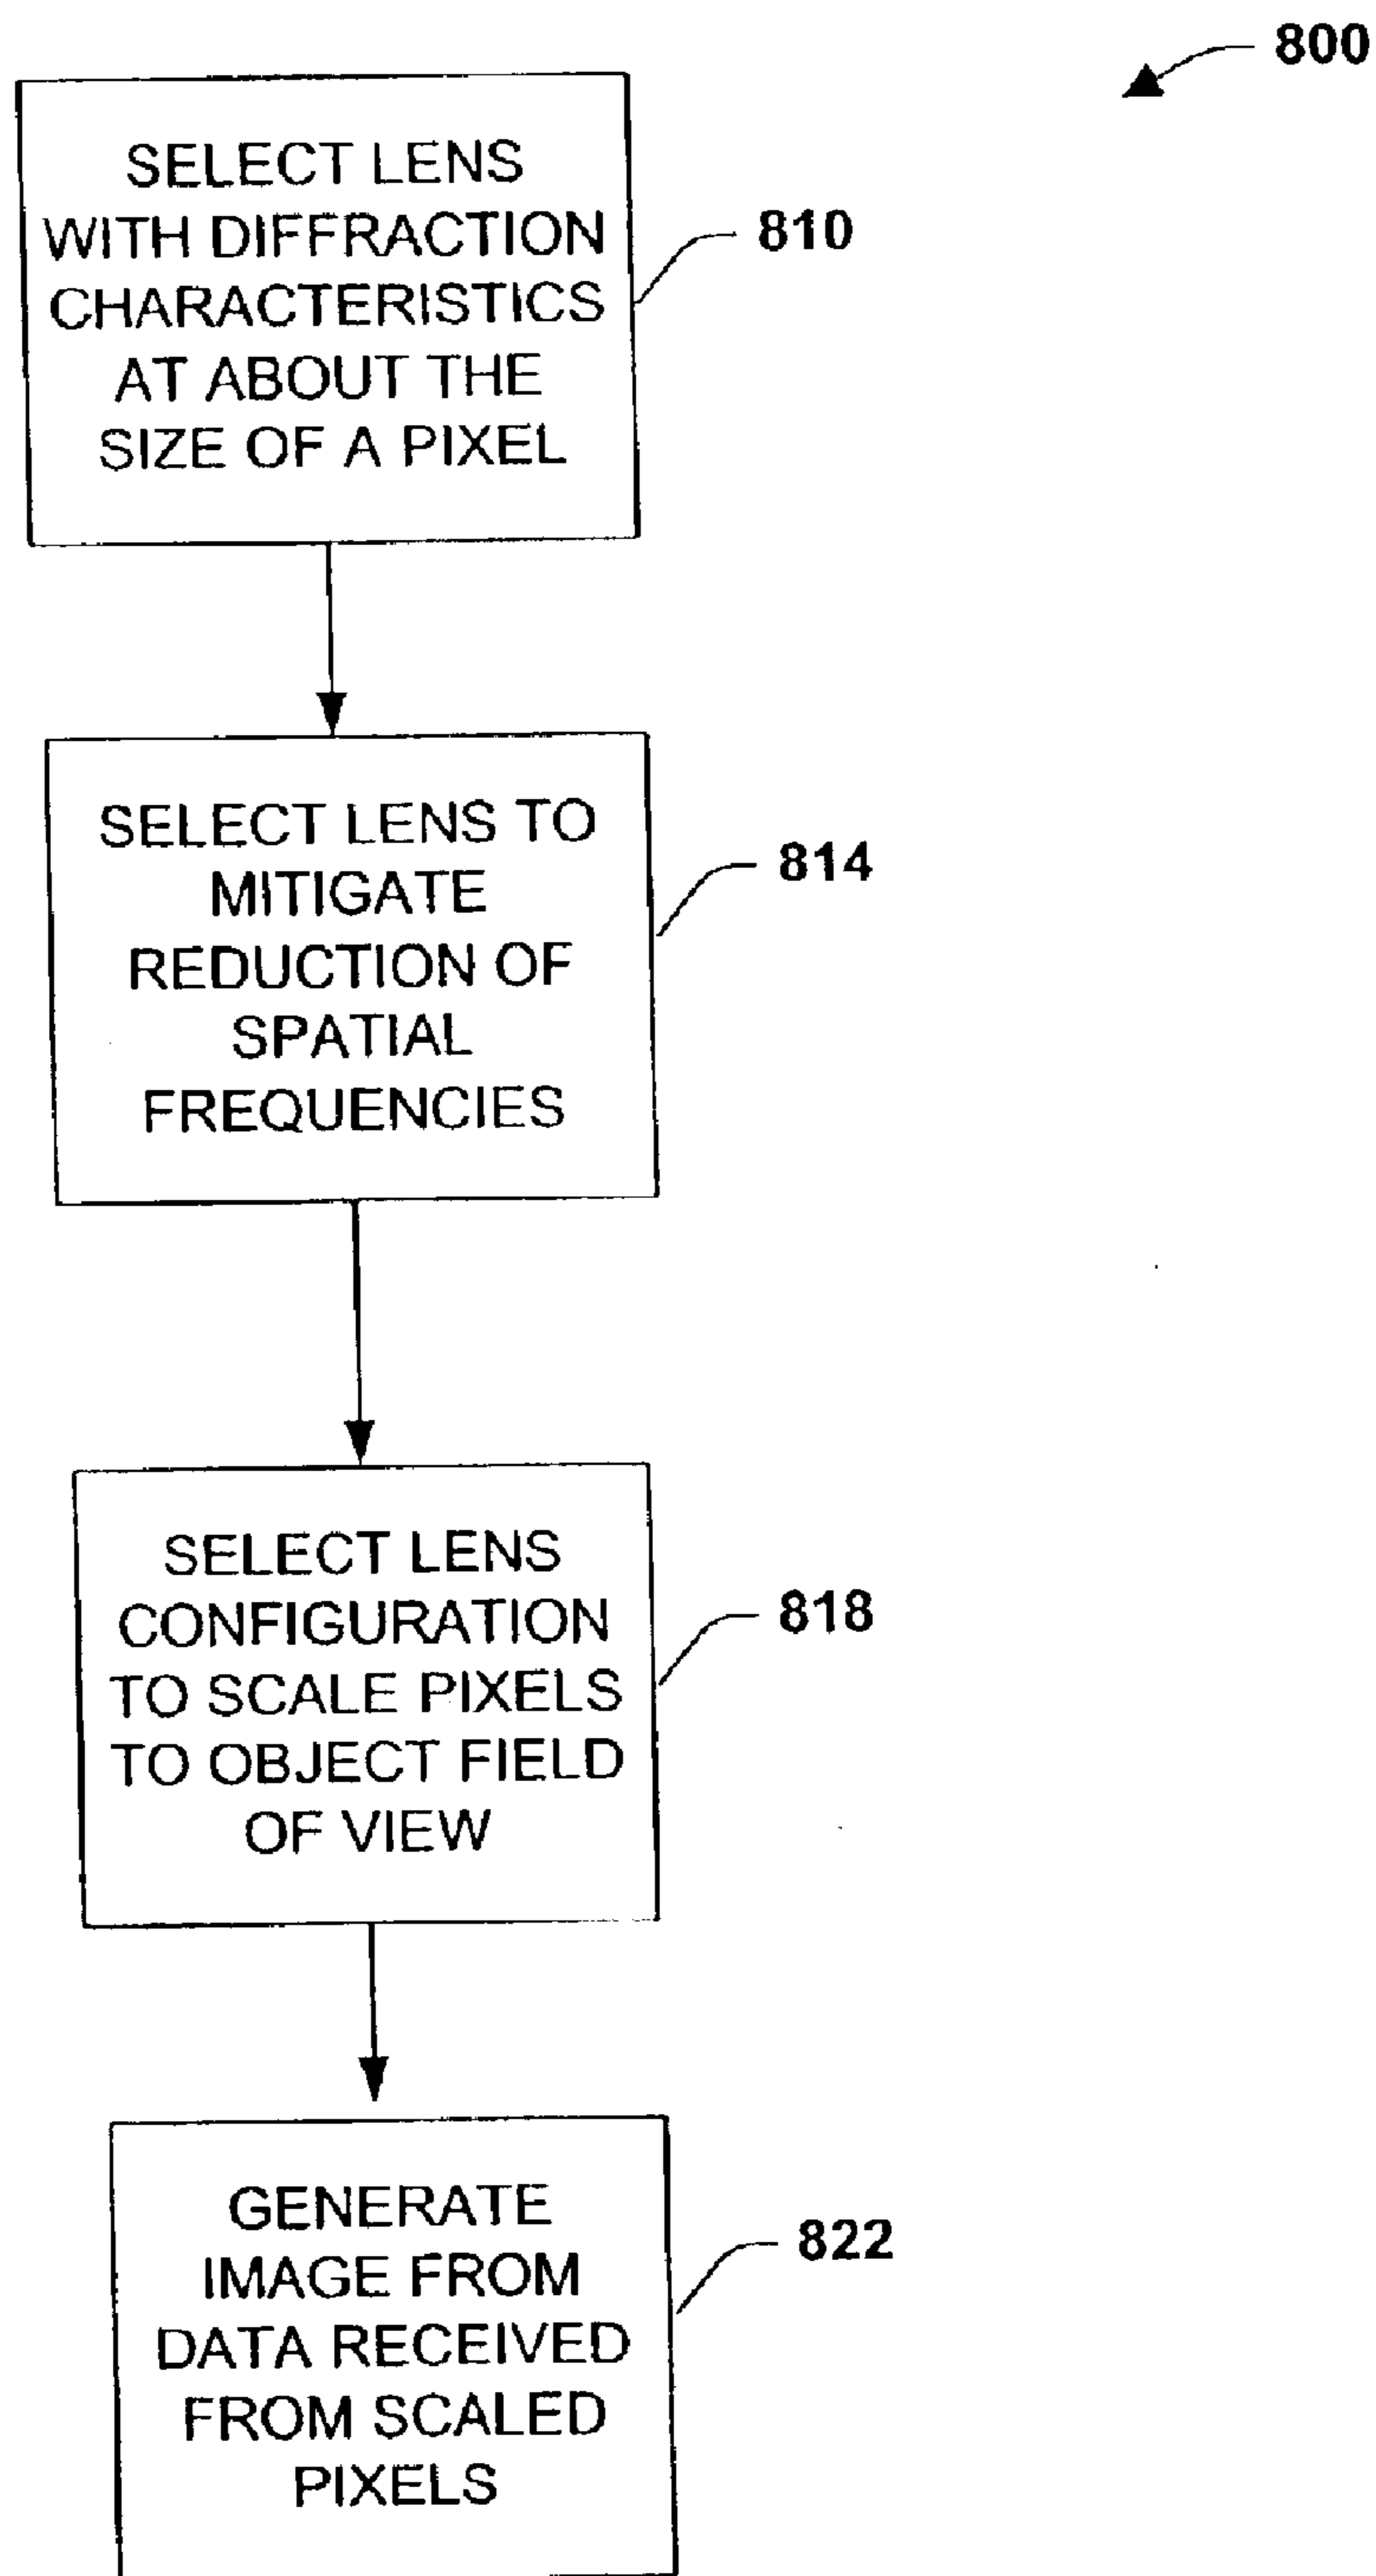 800
SELECT LENS
WITH DIFFRACTION
CHARACTERISTICS
AT ABOUT THE
SIZE OF A PIXEL
810
SELECT LENS TO
MITIGATE
REDUCTION OF
SPATIAL
FREQUENCIES
814
SELECT LENS
CONFIGURATION
TO SCALE PIXELS
TO OBJECT FIELD
OF VIEW
818
GENERATE
IMAGE FROM
DATA RECEIVED
FROM SCALED
PIXELS
822